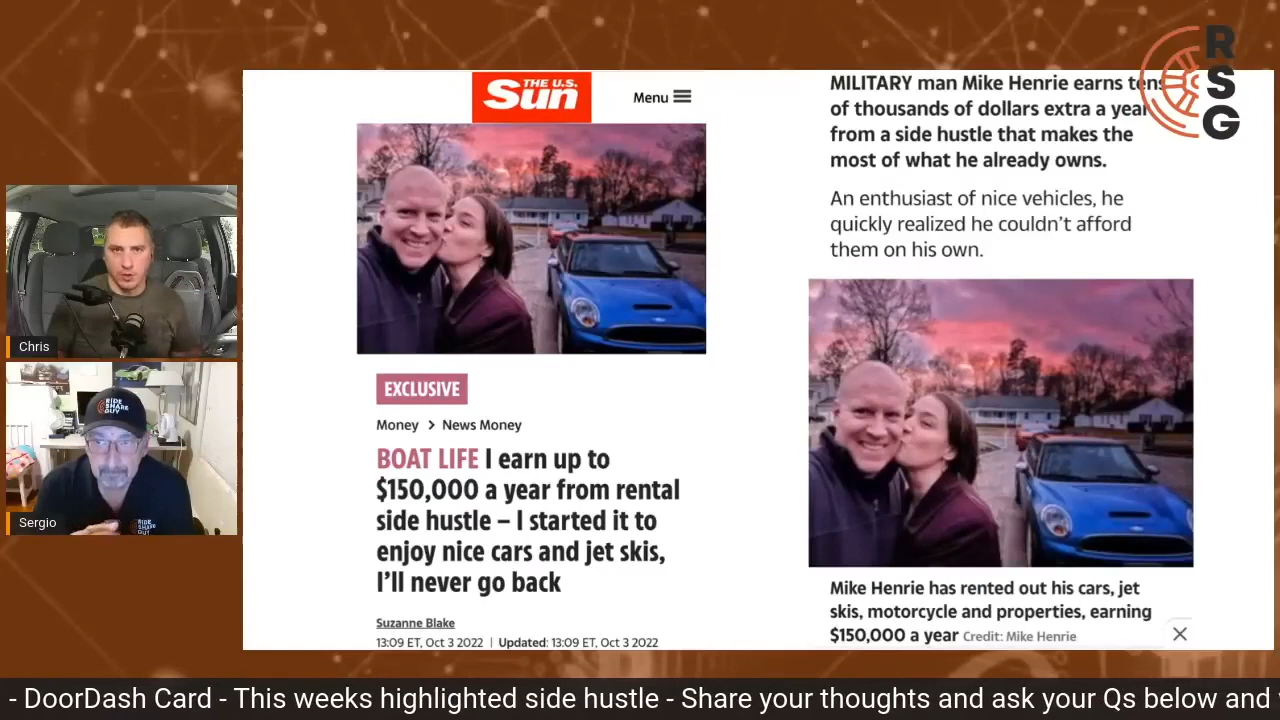 R
S
G
THE U.S.
Sun
Menu
EXCLUSIVE
Money > News Money
BOAT LIFE I earn up to
$150,000 a year from rental
side hustle – I started it to
enjoy nice cars and jet skis,
I’ll never go back
Suzanne Blake
13:09 ET, Oct 3 2022 | Updated: 13:09 ET, Oct 3 2022
MILITARY man Mike Henrie earns tens
of thousands of dollars extra a year
from a side hustle that makes the
most of what he already owns.
An enthusiast of nice vehicles, he
quickly realized he couldn’t afford
them on his own.
Mike Henrie has rented out his cars, jet
skis, motorcycle and properties, earning
$150,000 a year Credit: Mike Henrie
Chris
RIDE
SHARE
GUY
RIDE
SHARE
GUY
Sergio
- DoorDash Card - This weeks highlighted side hustle - Share your thoughts and ask your Qs below and